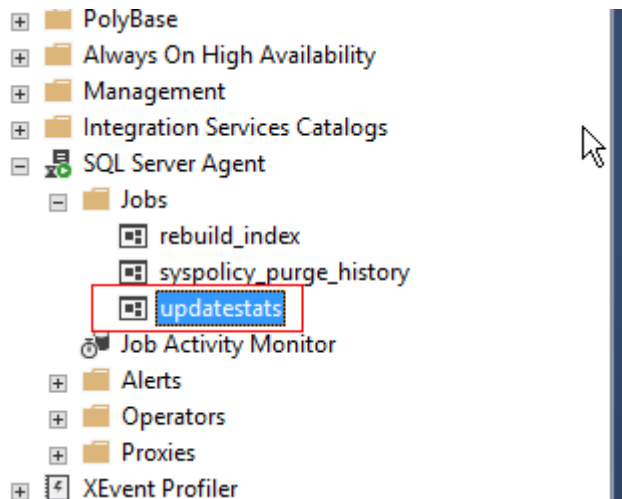 PolyBase
Always On High Availability
Management
Integration Services Catalogs
SQL Server Agent
Jobs
rebuild_index
syspolicy_purge_history
updatestats
Job Activity Monitor
Alerts
Operators
Proxies
XEvent Profiler